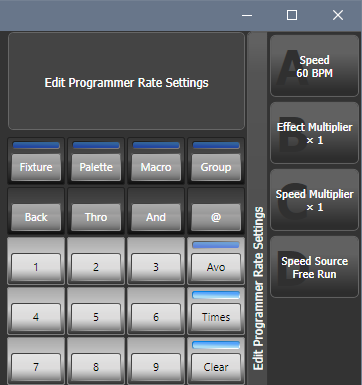 Edit Programmer Rate Settings
Fixture Palette Macro Group
Back Thro And @
1 2 3 Avo
4 5 6 Times
7 8 9 Clear
Edit Programmer Rate Settings
A
Speed
60 BPM
B
Effect Multiplier
× 1
C
Speed Multiplier
× 1
D
Speed Source
Free Run